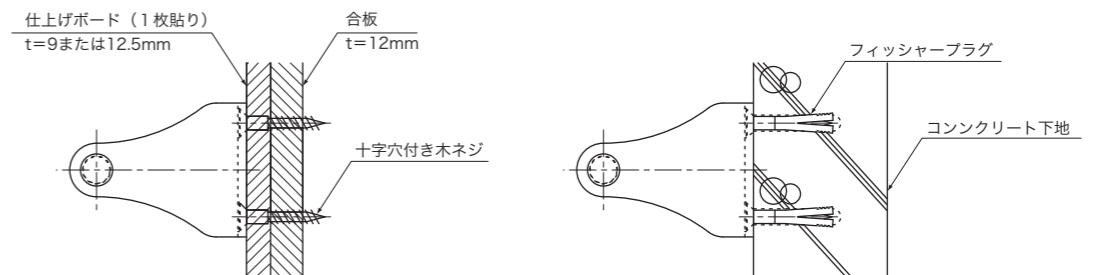 仕上げボード（1枚貼り）
t=9または12.5mm
合板
t=12mm
十字穴付き木ネジ
フィッシャープラグ
コンンクリート下地